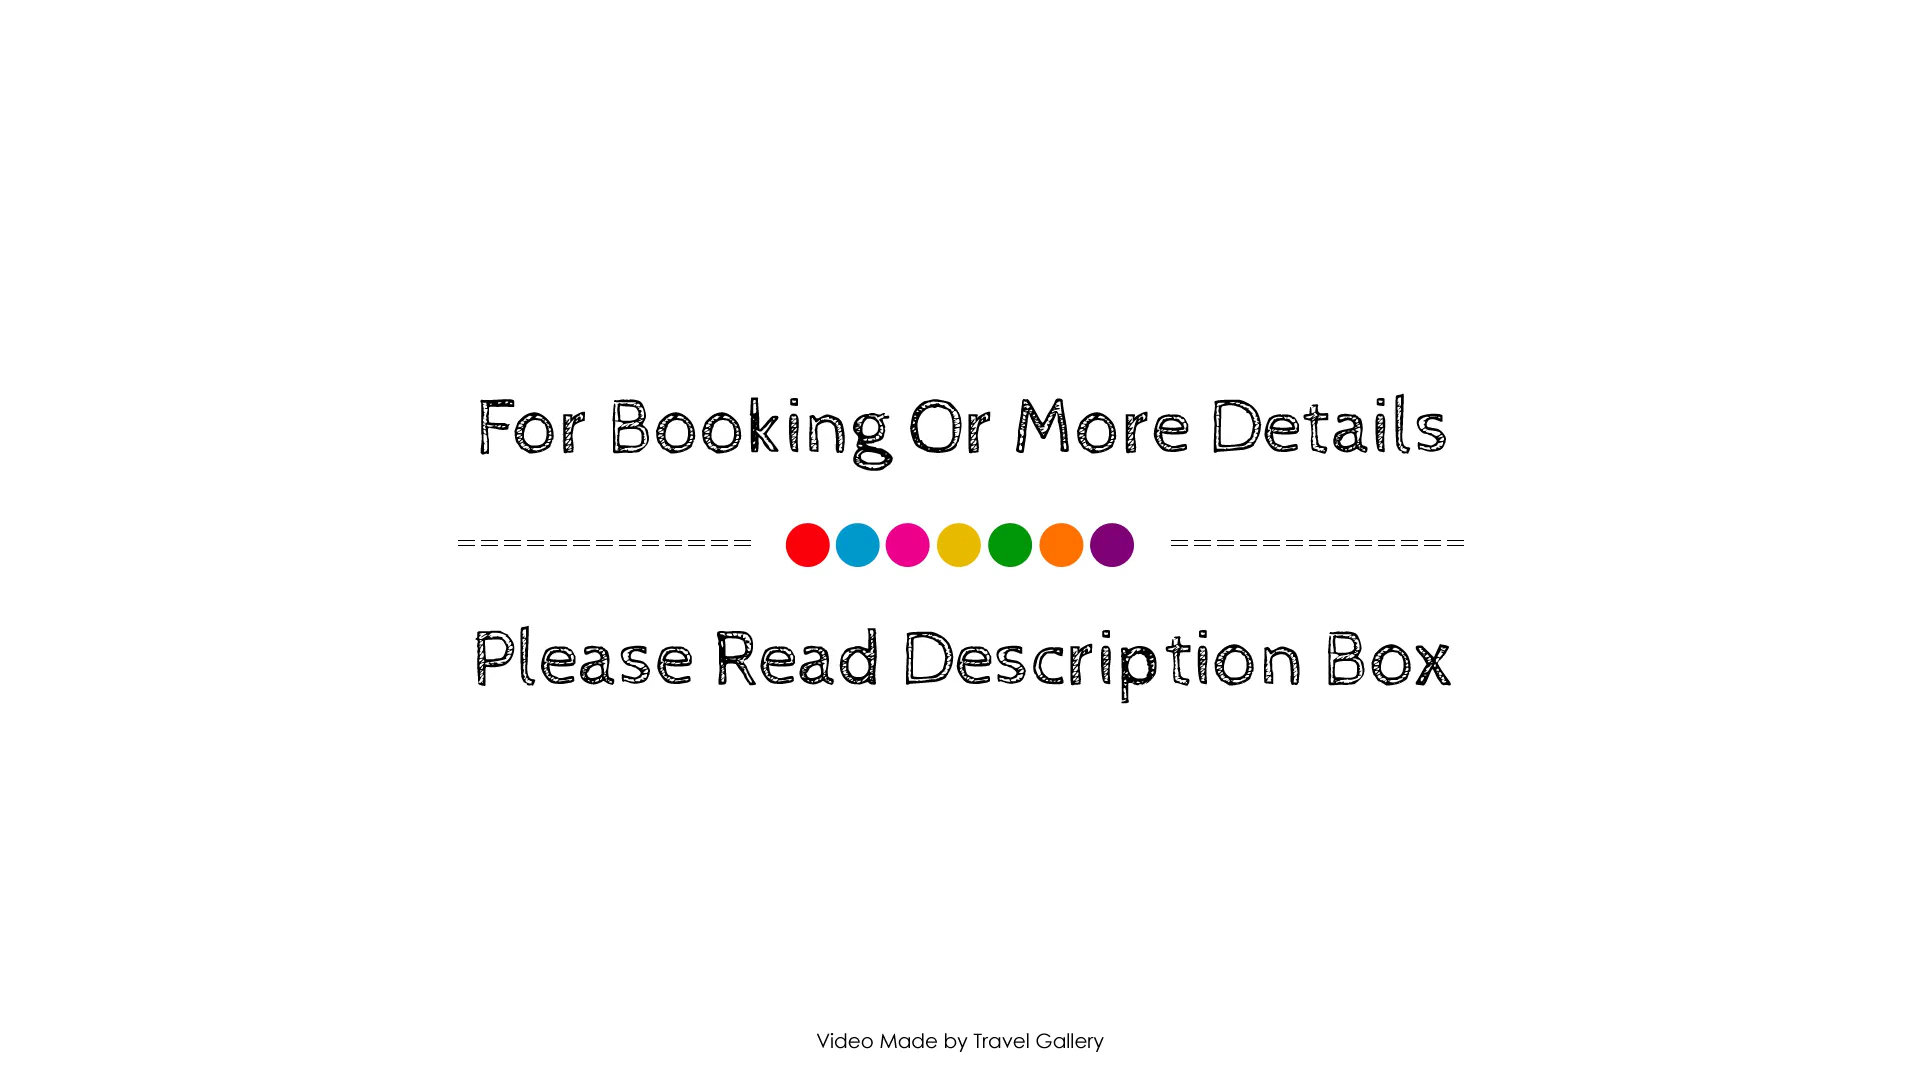 For Booking Or More Details
============= =============
Please Read Description Box
Video Made by Travel Gallery